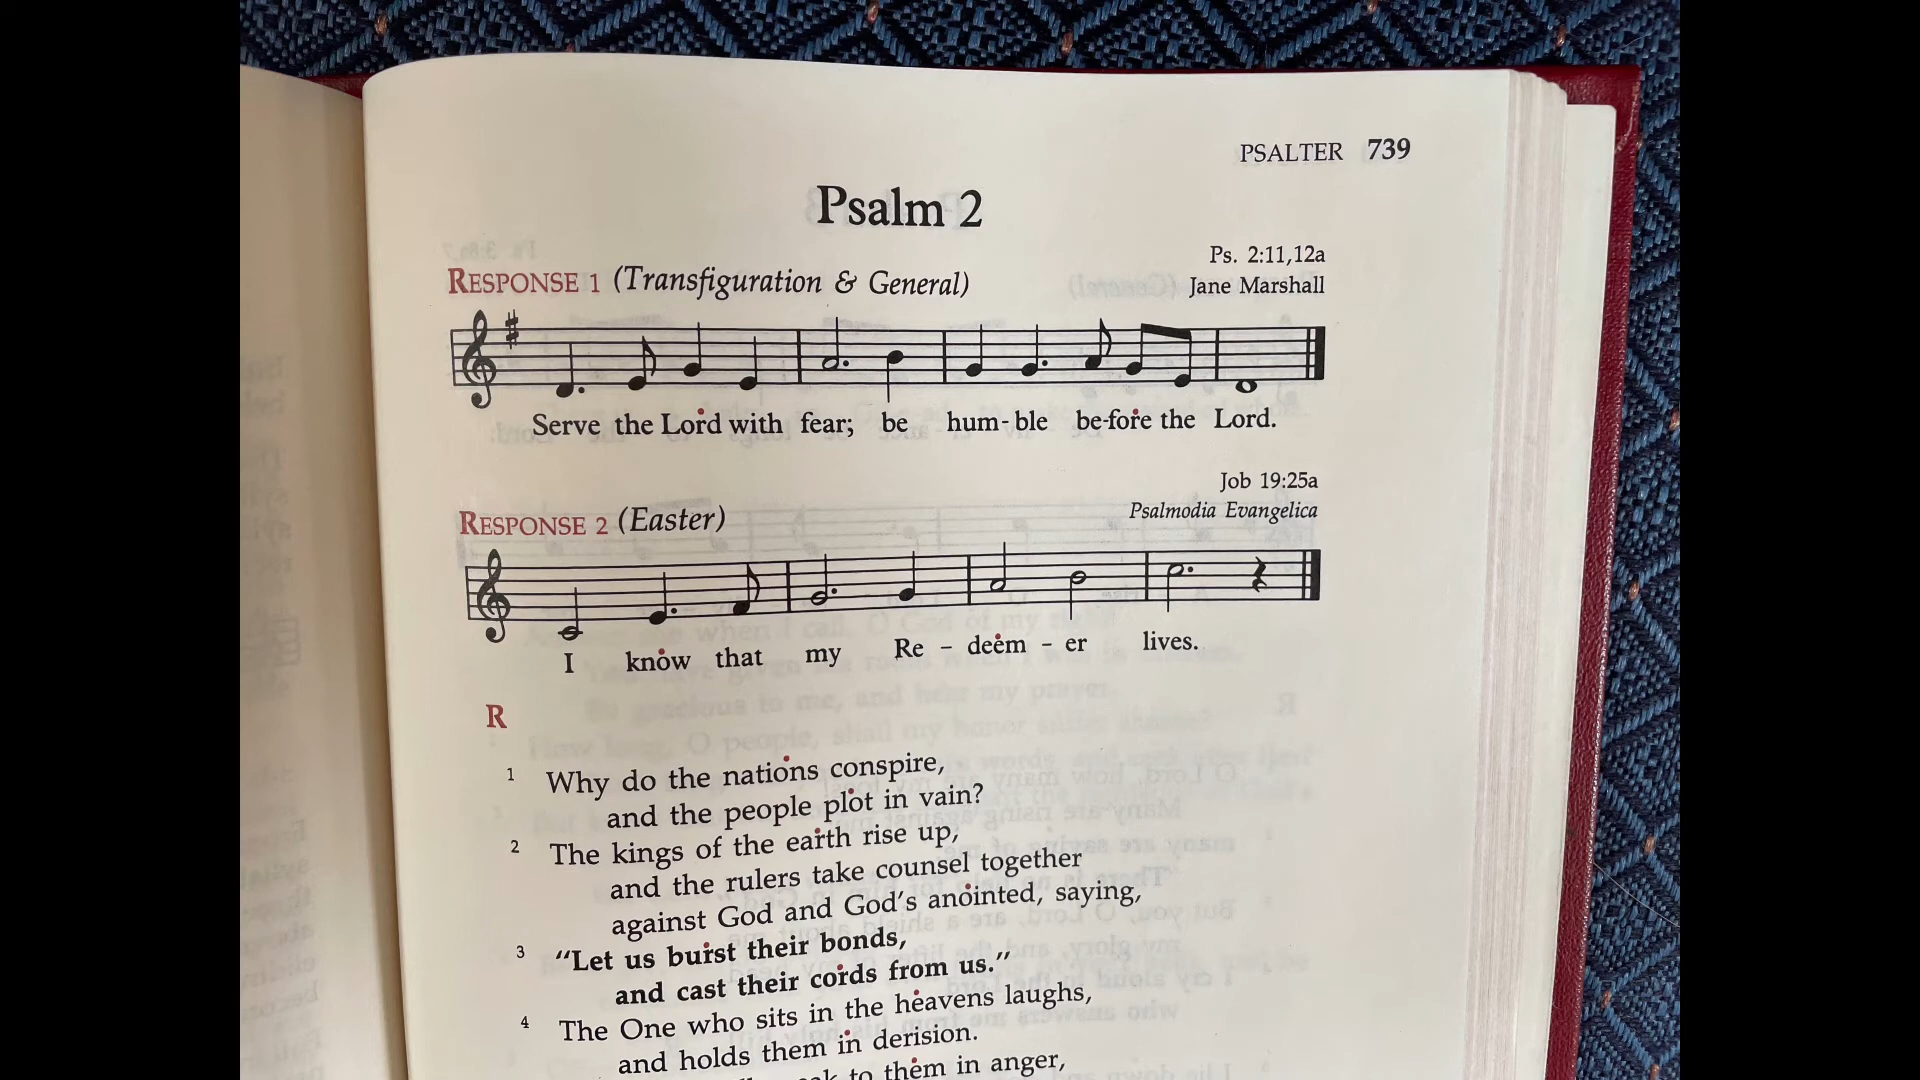 PSALTER 739
Psalm 2
Ps. 2:11,12a
RESPONSE 1 (Transfiguration & General) Jane Marshall
Serve the Lord with fear; be hum-ble be-fore the Lord.
Job 19:25a
RESPONSE 2 (Easter) Psalmodia Evangelica
I know that my Re - deem - er lives.
R
1 Why do the nations conspire,
and the people plot in vain?
2 The kings of the earth rise up,
and the rulers take counsel together
against God and God's anointed, saying,
3 "Let us burst their bonds,
and cast their cords from us."
4 The One who sits in the heavens laughs,
and holds them in derision.
to them in anger,